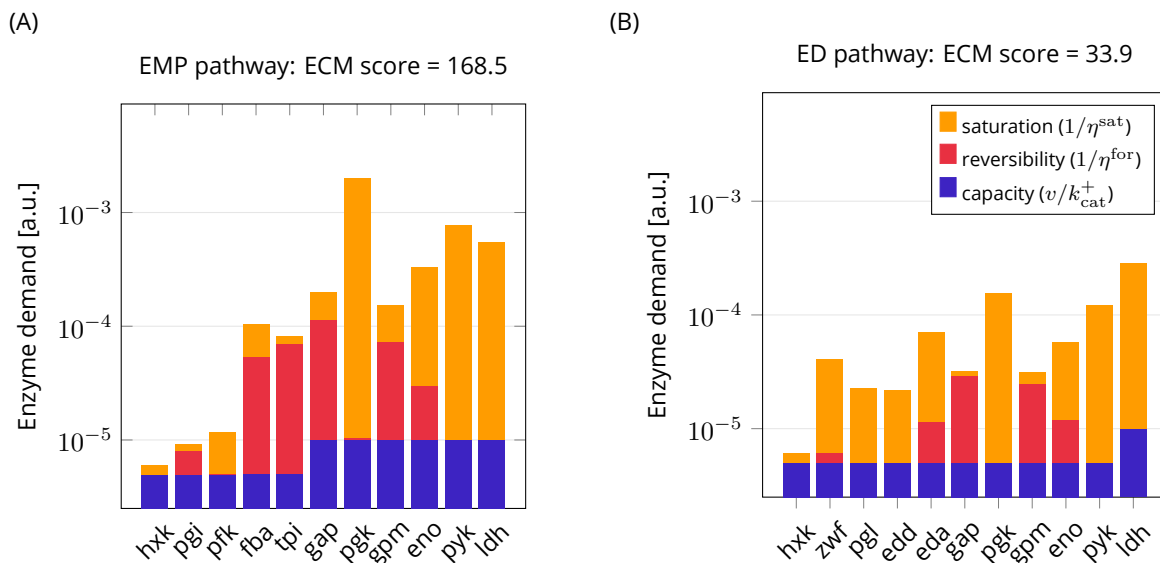 (A)
EMP pathway: ECM score = 168.5
Enzyme demand [a.u.]
10⁻³
10⁻⁴
10⁻⁵
hxk pgi pfk fba tpi gap pgk gpm eno pyk ldh
(B)
ED pathway: ECM score = 33.9
Enzyme demand [a.u.]
10⁻³
10⁻⁴
10⁻⁵
saturation (1/η^sat)
reversibility (1/η^for)
capacity (v/k⁺_cat)
hxk zwf pgl edd eda gap pgk gpm eno pyk ldh